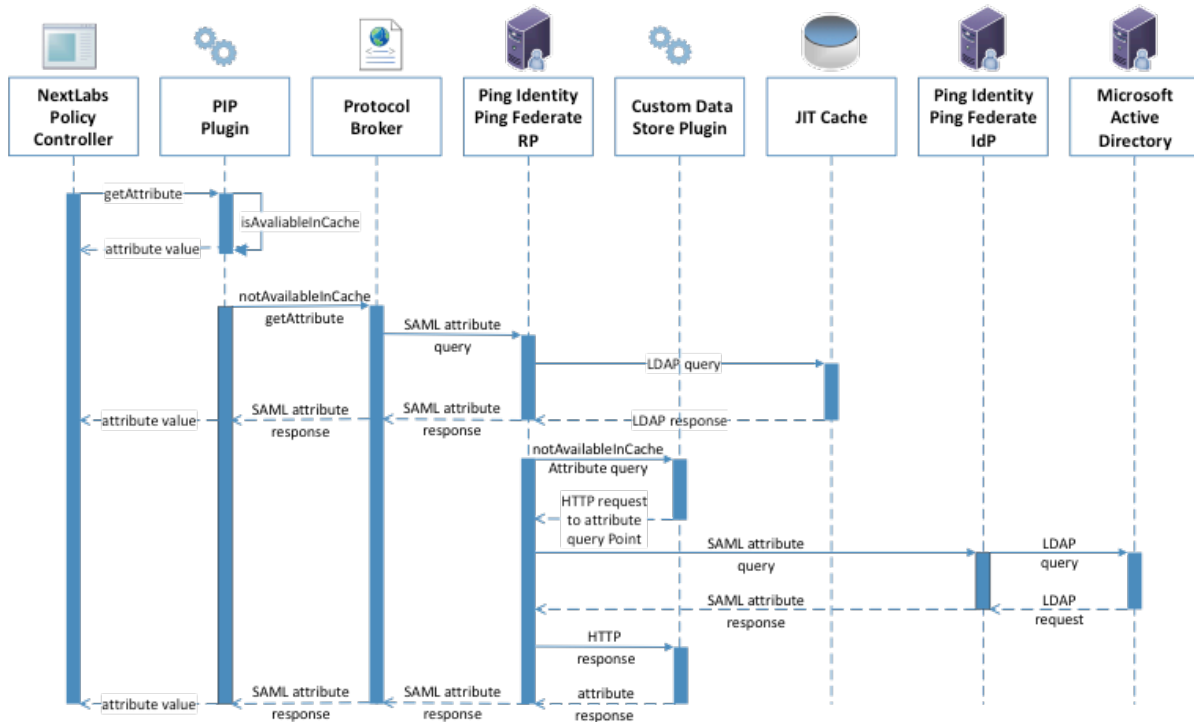 NextLabs
Policy
Controller
PIP
Plugin
Protocol
Broker
Ping Identity
Ping Federate
RP
Custom Data
Store Plugin
JIT Cache
Ping Identity
Ping Federate
IdP
Microsoft
Active
Directory
getAttribute
isAvaliableInCache
attribute value
notAvailableInCache
getAttribute
SAML attribute
query
LDAP query
attribute value
SAML attribute
response
SAML attribute
response
LDAP response
notAvailableInCache
Attribute query
HTTP request
to attribute
query Point
SAML attribute
query
LDAP
query
SAML attribute
response
LDAP
request
HTTP
response
attribute value
SAML attribute
response
SAML attribute
response
attribute
response